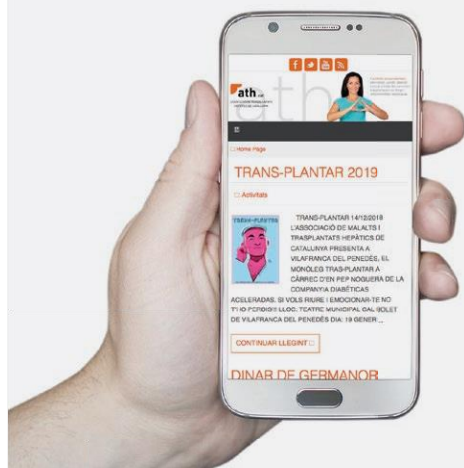 ath
Home Page
TRANS-PLANTAR 2019
Activitats
TRANS-PLANTAR
TRANS-PLANTAR 14/12/2018
L'ASSOCIACIÓ DE MALALTS I
TRASPLANTATS HEPÀTICS DE
CATALUNYA PRESENTA A
VILAFRANCA DEL PENEDÈS, EL
MONÒLEG TRAS-PLANTAR A
CÀRREC D'EN PEP NOGUERA DE LA
COMPANYIA DIABÉTICAS
ACELERADAS. SI VOLS RIURE I EMOCIONAR-TE NO
T'HO PERDIS!!! LLOC: TEATRE MUNICIPAL CAL BOLET
DE VILAFRANCA DEL PENEDÈS DIA: 19 GENER ...
CONTINUAR LLEGINT
DINAR DE GERMANOR